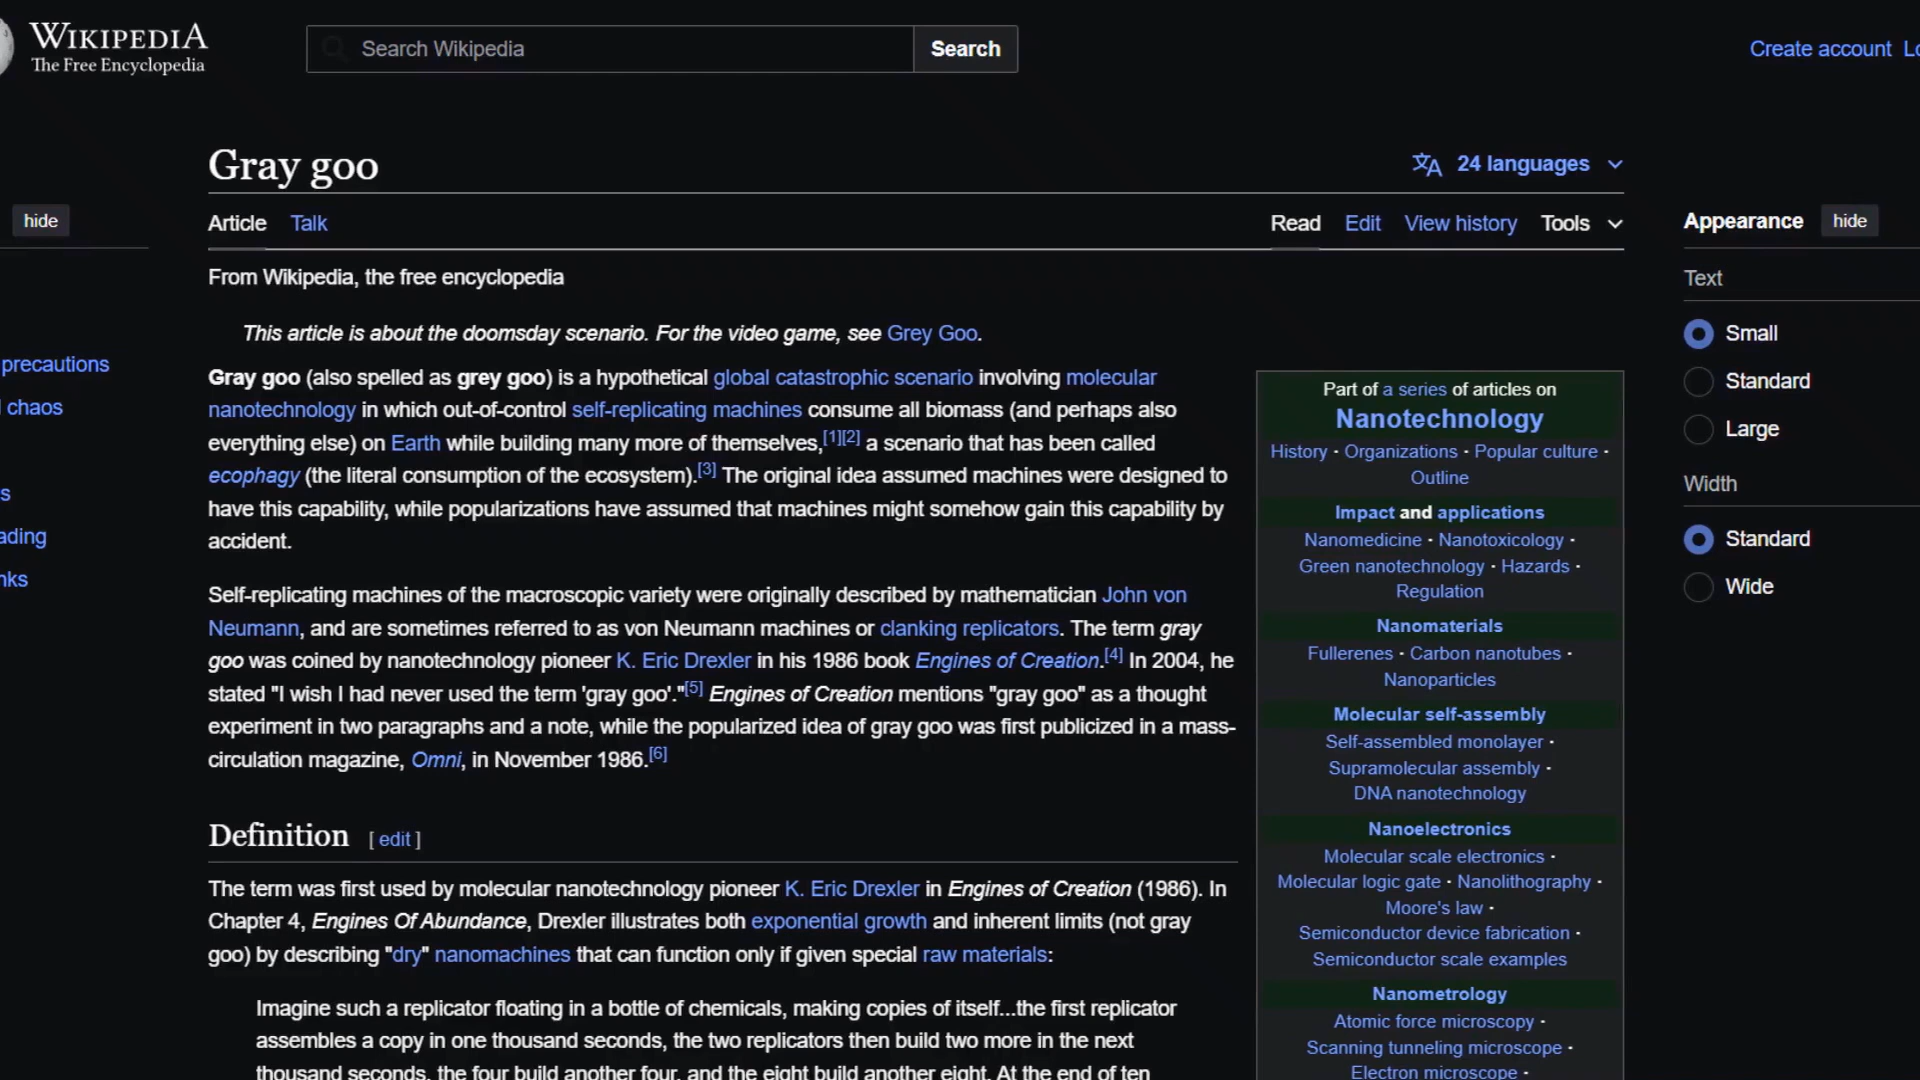 WIKIPEDIA
The Free Encyclopedia
Search Wikipedia
Search
Create account
Gray goo
24 languages
Article Talk
Read Edit View history Tools
hide
precautions
chaos
From Wikipedia, the free encyclopedia
This article is about the doomsday scenario. For the video game, see Grey Goo.
Gray goo (also spelled as grey goo) is a hypothetical global catastrophic scenario involving molecular
nanotechnology in which out-of-control self-replicating machines consume all biomass (and perhaps also
everything else) on Earth while building many more of themselves,[1][2] a scenario that has been called
ecophagy (the literal consumption of the ecosystem).[3] The original idea assumed machines were designed to
have this capability, while popularizations have assumed that machines might somehow gain this capability by
accident.
Self-replicating machines of the macroscopic variety were originally described by mathematician John von
Neumann, and are sometimes referred to as von Neumann machines or clanking replicators. The term gray
goo was coined by nanotechnology pioneer K. Eric Drexler in his 1986 book Engines of Creation.[4] In 2004, he
stated "I wish I had never used the term 'gray goo'."[5] Engines of Creation mentions "gray goo" as a thought
experiment in two paragraphs and a note, while the popularized idea of gray goo was first publicized in a mass-
circulation magazine, Omni, in November 1986.[6]
Definition [ edit ]
The term was first used by molecular nanotechnology pioneer K. Eric Drexler in Engines of Creation (1986). In
Chapter 4, Engines Of Abundance, Drexler illustrates both exponential growth and inherent limits (not gray
goo) by describing "dry" nanomachines that can function only if given special raw materials:
Imagine such a replicator floating in a bottle of chemicals, making copies of itself...the first replicator
assembles a copy in one thousand seconds, the two replicators then build two more in the next
thousand seconds, the four build another four, and the eight build another eight. At the end of ten
Part of a series of articles on
Nanotechnology
History · Organizations · Popular culture ·
Outline
Impact and applications
Nanomedicine · Nanotoxicology ·
Green nanotechnology · Hazards ·
Regulation
Nanomaterials
Fullerenes · Carbon nanotubes ·
Nanoparticles
Molecular self-assembly
Self-assembled monolayer ·
Supramolecular assembly ·
DNA nanotechnology
Nanoelectronics
Molecular scale electronics ·
Molecular logic gate · Nanolithography ·
Moore's law ·
Semiconductor device fabrication ·
Semiconductor scale examples
Nanometrology
Atomic force microscopy ·
Scanning tunneling microscope ·
Electron microscope ·
Appearance hide
Text
Small
Standard
Large
Width
Standard
Wide